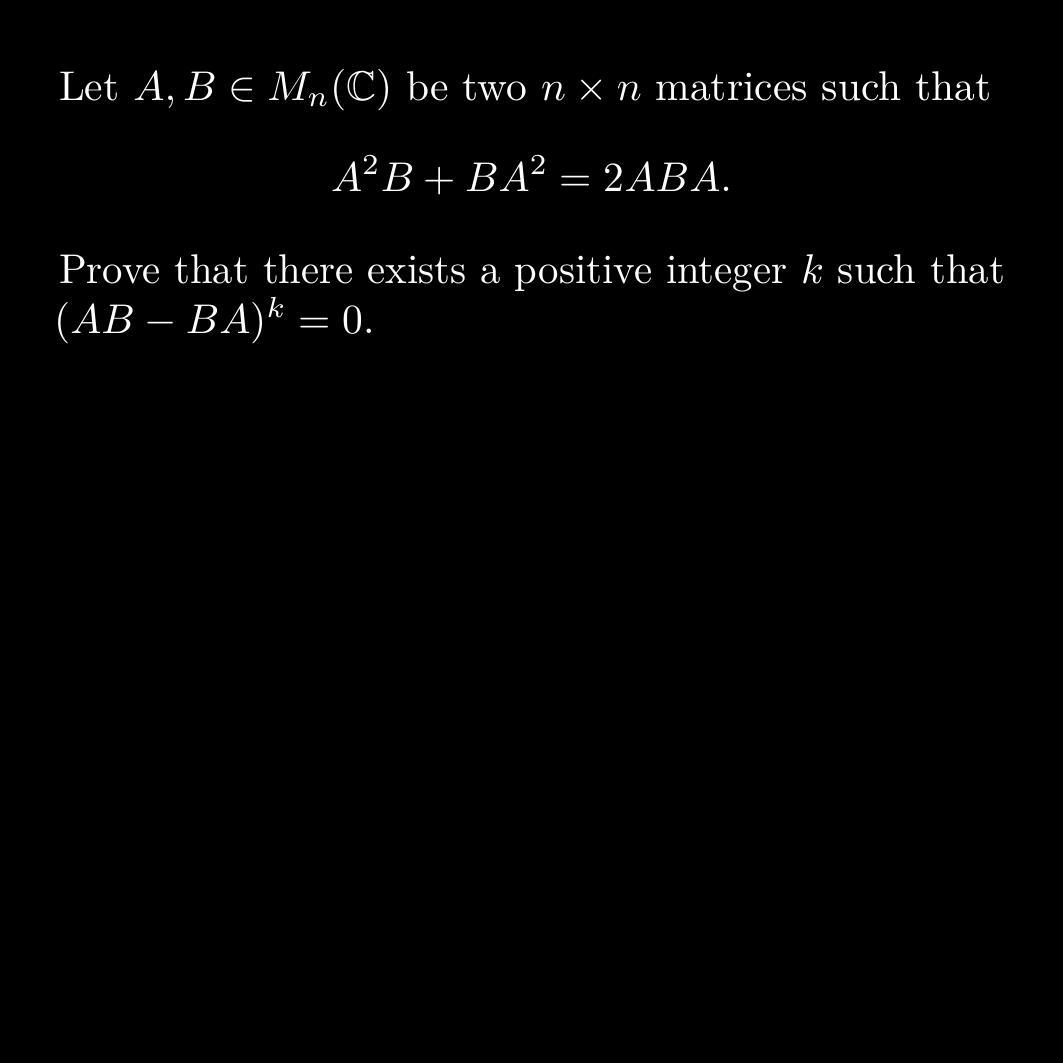 Let $A, B \in M_n(\mathbb{C})$ be two $n \times n$ matrices such that
$A^2B + BA^2 = 2ABA.$
Prove that there exists a positive integer $k$ such that
$(AB - BA)^k = 0.$